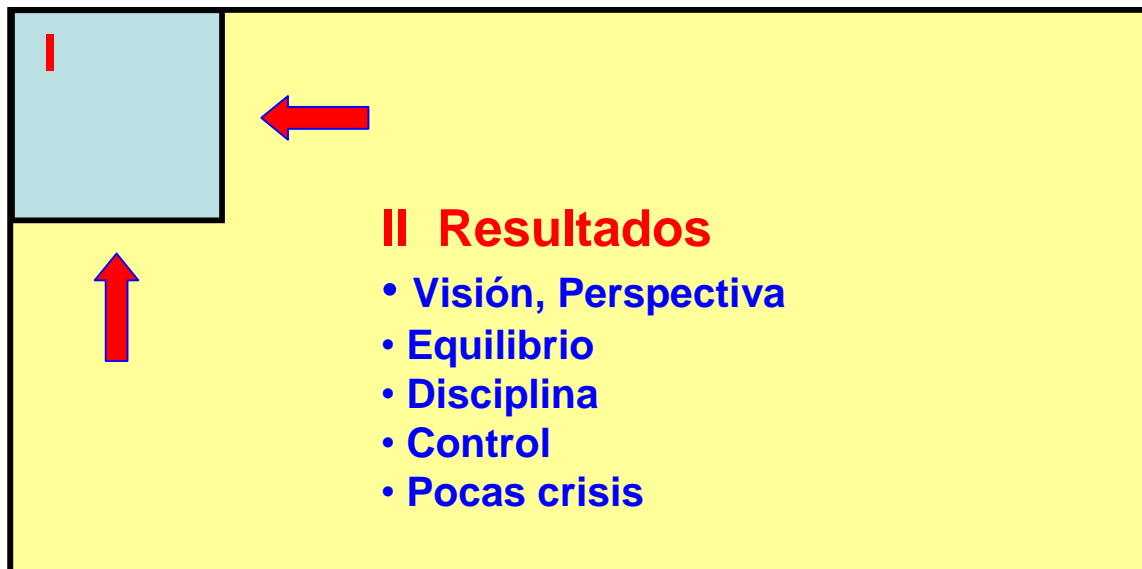 I
II Resultados
• Visión, Perspectiva
• Equilibrio
• Disciplina
• Control
• Pocas crisis